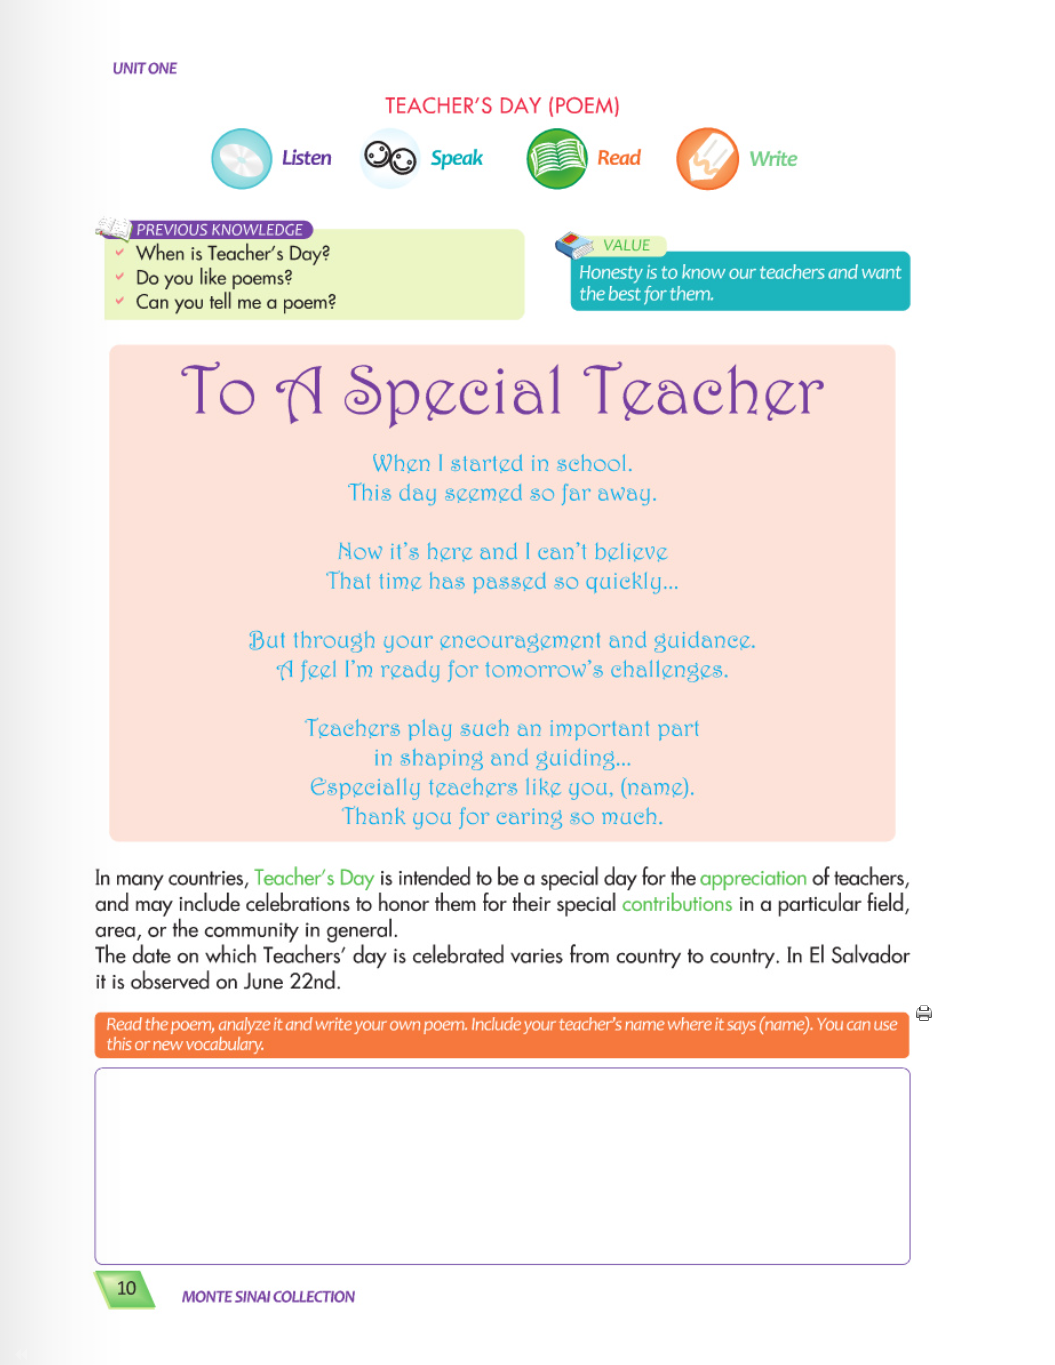 UNIT ONE
TEACHER'S DAY (POEM)
Listen
Speak
Read
Write
PREVIOUS KNOWLEDGE
When is Teacher's Day?
Do you like poems?
Can you tell me a poem?
VALUE
Honesty is to know our teachers and want
the best for them.
To A Special Teacher
When I started in school.
This day seemed so far away.
Now it's here and I can't believe
That time has passed so quickly...
But through your encouragement and guidance.
A feel I'm ready for tomorrow's challenges.
Teachers play such an important part
in shaping and guiding...
Especially teachers like you, (name).
Thank you for caring so much.
In many countries, Teacher's Day is intended to be a special day for the appreciation of teachers,
and may include celebrations to honor them for their special contributions in a particular field,
area, or the community in general.
The date on which Teachers' day is celebrated varies from country to country. In El Salvador
it is observed on June 22nd.
Read the poem, analyze it and write your own poem. Include your teacher's name where it says (name). You can use
this or new vocabulary.
10
MONTE SINAI COLLECTION